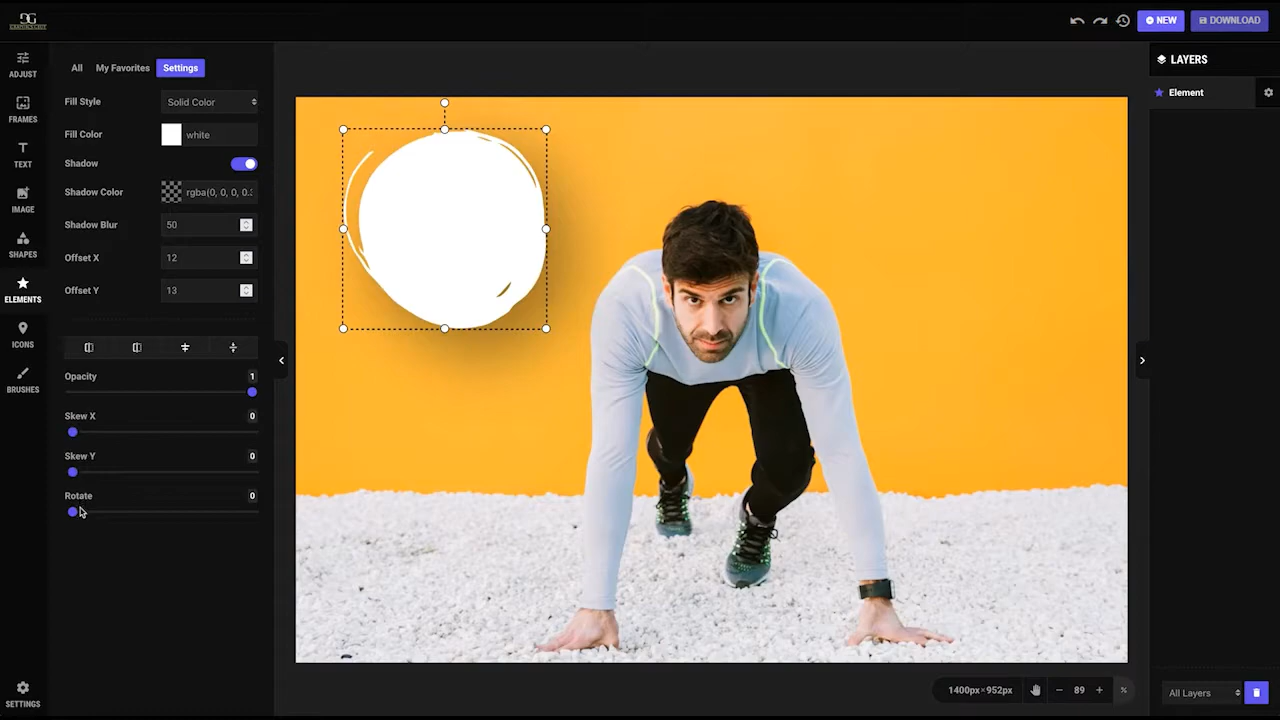 NEW
DOWNLOAD
ADJUST
FRAMES
TEXT
IMAGE
SHAPES
ELEMENTS
ICONS
BRUSHES
SETTINGS
All
My Favorites
Settings
Fill Style
Solid Color
Fill Color
white
Shadow
Shadow Color
rgba(0, 0, 0, 0.
Shadow Blur
50
Offset X
12
Offset Y
13
Opacity
1
Skew X
0
Skew Y
0
Rotate
0
1400px×952px
89
%
LAYERS
Element
All Layers